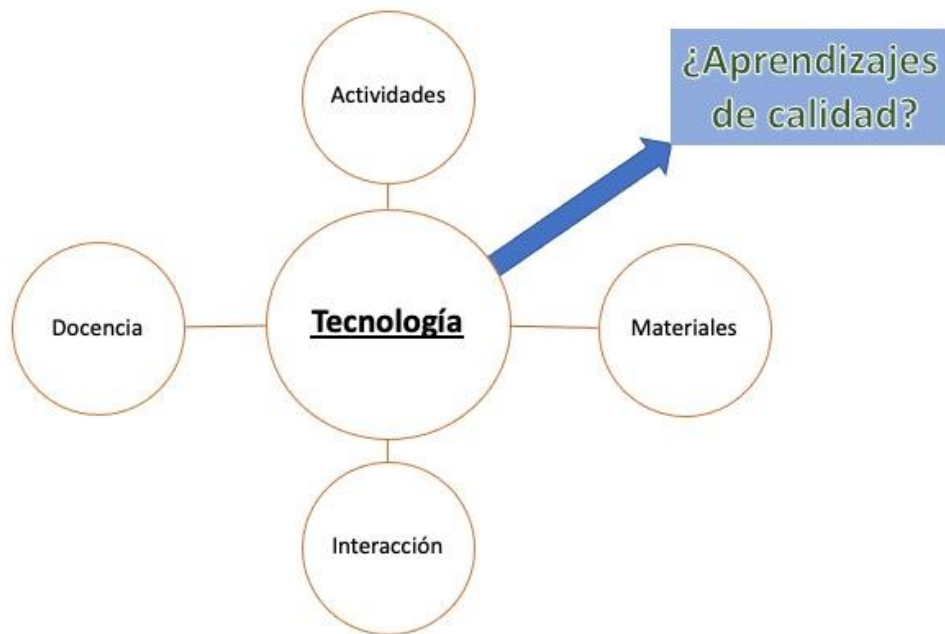 Actividades
¿Aprendizajes
de calidad?
Docencia
Tecnología
Materiales
Interacción